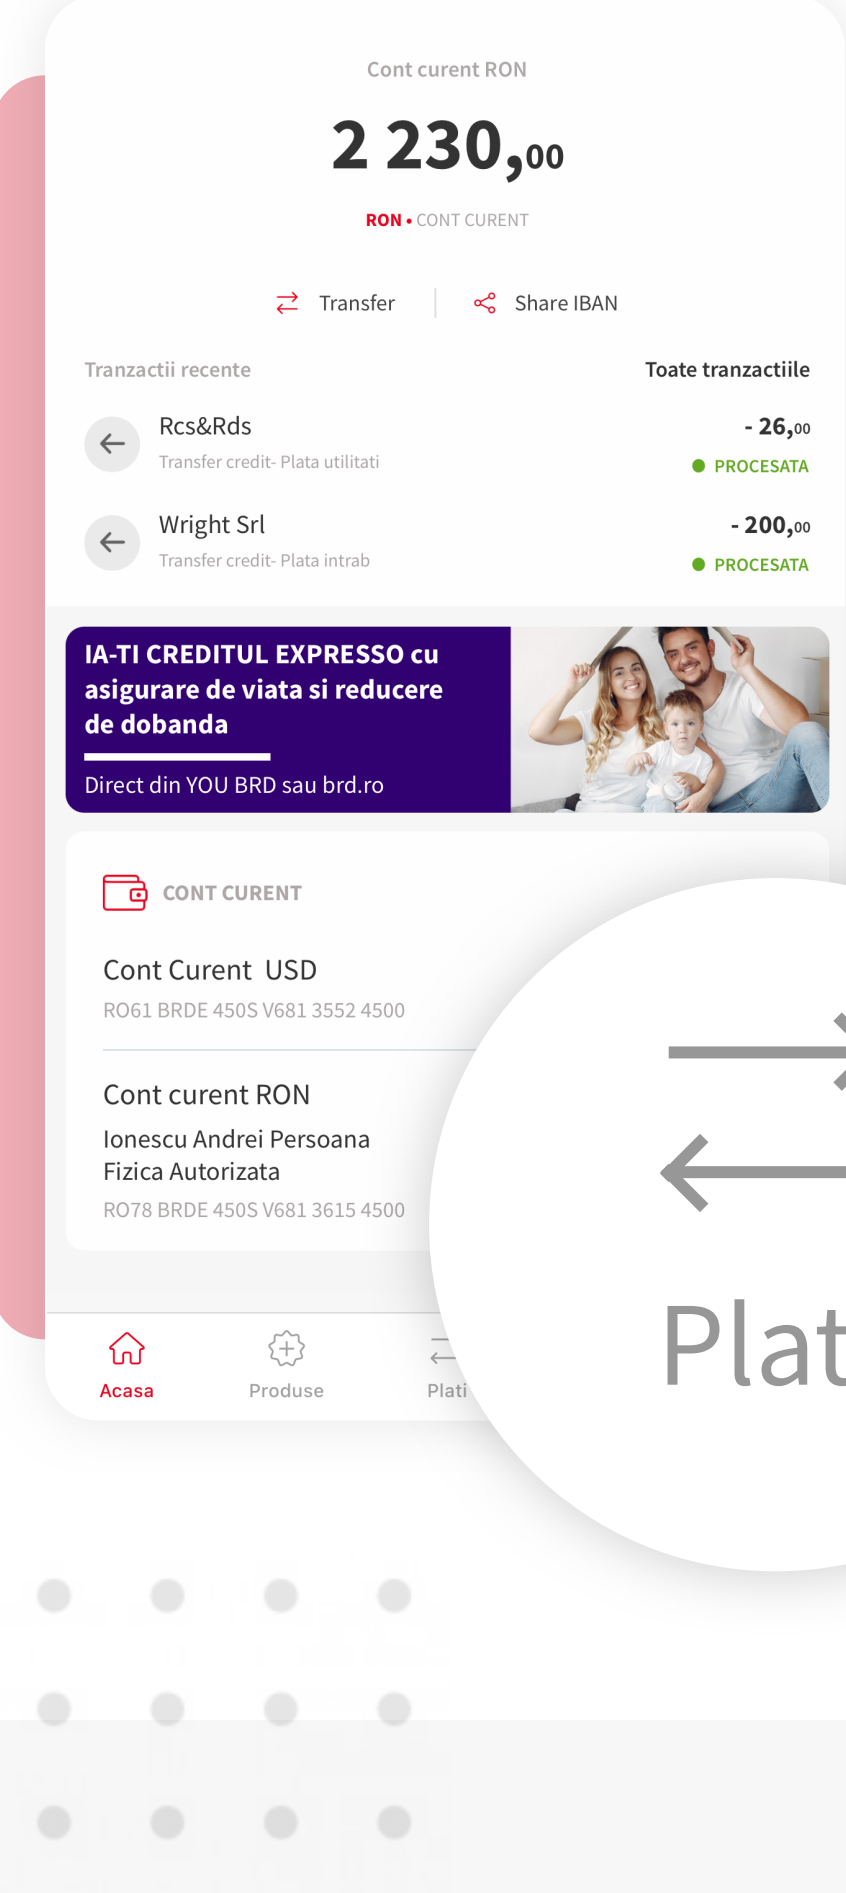 Cont curent RON
2 230,00
RON • CONT CURENT
Transfer
Share IBAN
Tranzactii recente
Toate tranzactiile
Rcs&Rds
- 26,00
Transfer credit- Plata utilitati
PROCESATA
Wright Srl
- 200,00
Transfer credit- Plata intrab
PROCESATA
IA-TI CREDITUL EXPRESSO cu
asigurare de viata si reducere
de dobanda
Direct din YOU BRD sau brd.ro
CONT CURENT
Cont Curent USD
RO61 BRDE 450S V681 3552 4500
Cont curent RON
Ionescu Andrei Persoana
Fizica Autorizata
RO78 BRDE 450S V681 3615 4500
Plat
Acasa
Produse
Plati